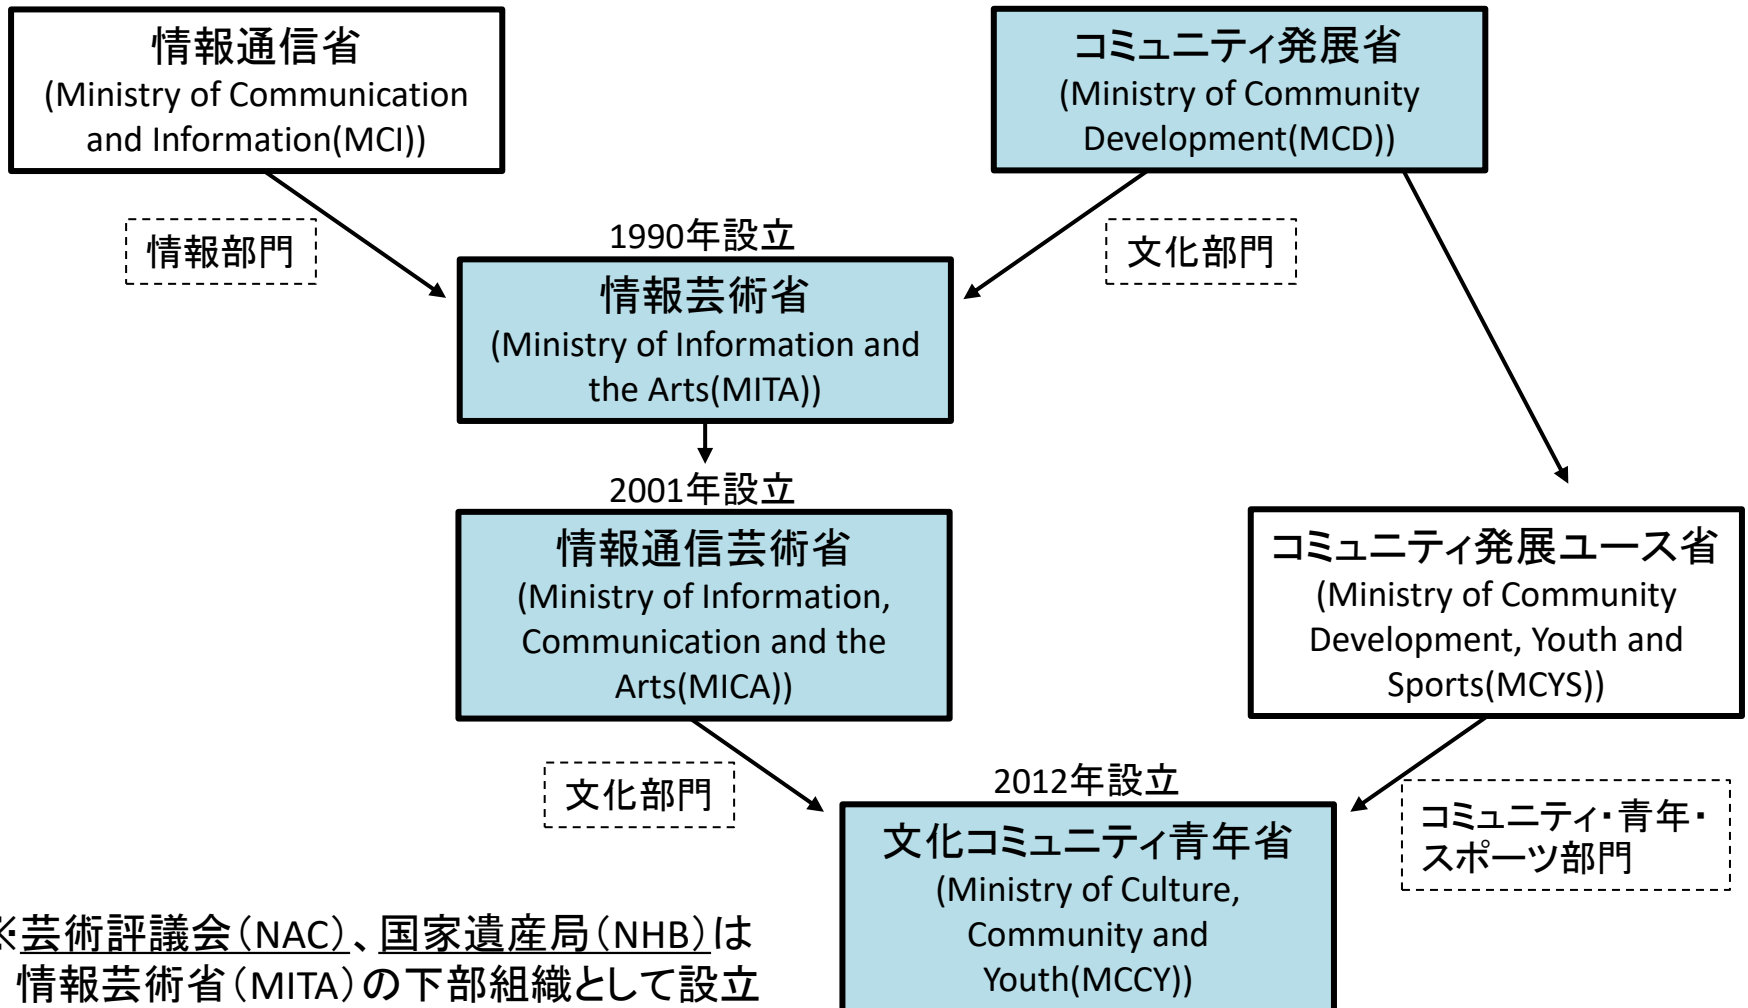 情報通信省
(Ministry of Communication
and Information(MCI))
コミュニティ発展省
(Ministry of Community
Development(MCD))
情報部門
1990年設立
文化部門
情報芸術省
(Ministry of Information and
the Arts(MITA))
2001年設立
情報通信芸術省
(Ministry of Information,
Communication and the
Arts(MICA))
コミュニティ発展ユース省
(Ministry of Community
Development, Youth and
Sports(MCYS))
文化部門
2012年設立
コミュニティ・青年・
スポーツ部門
文化コミュニティ青年省
(Ministry of Culture,
Community and
Youth(MCCY))
※芸術評議会(NAC)、国家遺産局(NHB)は
情報芸術省(MITA)の下部組織として設立